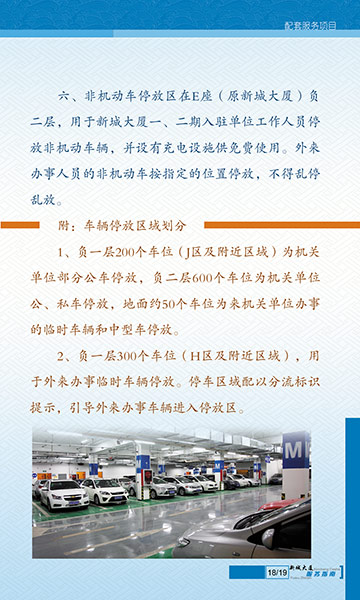 配套服务项目
六、非机动车停放区在E座（原新城大厦）负
二层，用于新城大厦一、二期入驻单位工作人员停
放非机动车辆，并设有充电设施供免费使用。外来
办事人员的非机动车按指定的位置停放，不得乱停
乱放。
附：车辆停放区域划分
1、负一层200个车位（J区及附近区域）为机关
单位部分公车停放，负二层600个车位为机关单位
公、私车停放，地面约50个车位为来机关单位办事
的临时车辆和中型车停放。
2、负一层300个车位（H区及附近区域），用
于外来办事临时车辆停放。停车区域配以分流标识
提示，引导外来办事车辆进入停放区。
M
18/19
新城大厦
服务指南